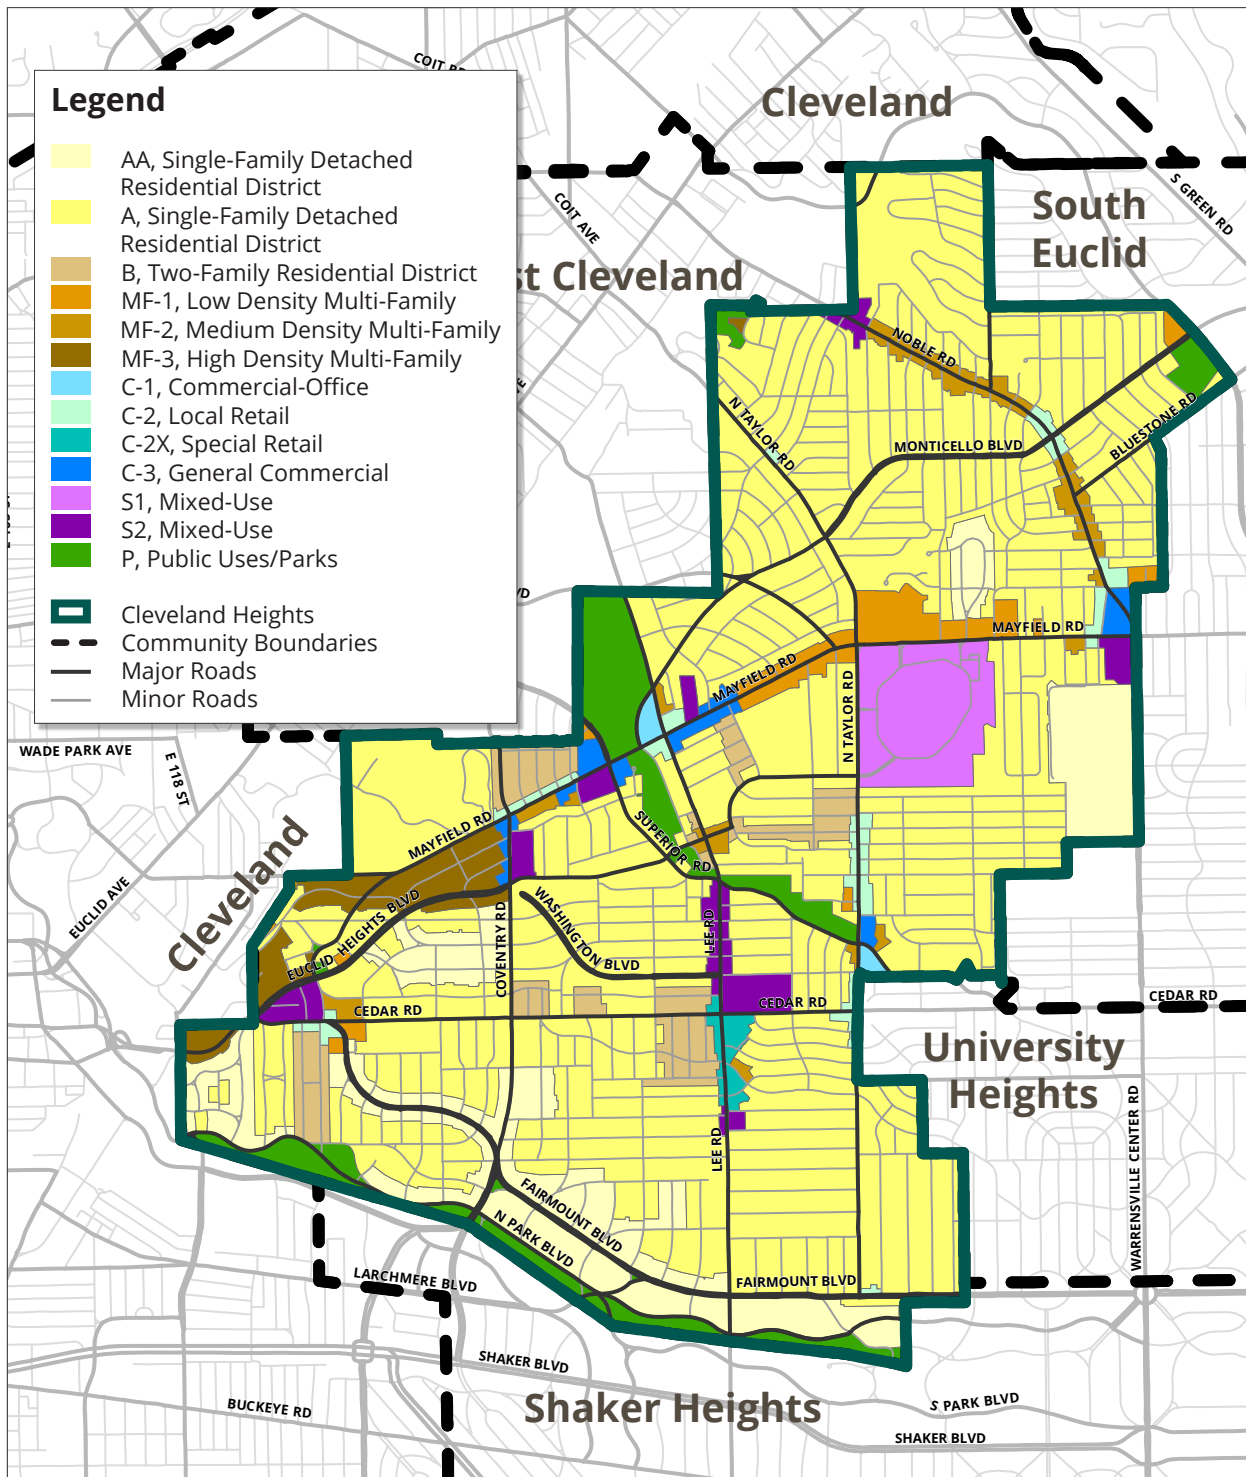 COIT
Cleveland
Legend
AA, Single-Family Detached
Residential District
A, Single-Family Detached
Residential District
B, Two-Family Residential District
MF-1, Low Density Multi-Family
MF-2, Medium Density Multi-Family
MF-3, High Density Multi-Family
C-1, Commercial-Office
C-2, Local Retail
C-2X, Special Retail
C-3, General Commercial
S1, Mixed-Use
S2, Mixed-Use
P, Public Uses/Parks
Cleveland Heights
Community Boundaries
Major Roads
Minor Roads
S GREEN RD
COIT AVE
South
Euclid
st Cleveland
NOBLE RD
N TAYLOR RD
MONTICELLO BLVD
BLUESTONE RD
VD
MAYFIELD RD
MAYFIELD RD
N TAYLOR RD
WADE PARK AVE
E 118 ST
MAYFIELD RD
SUPERIOR RD
EUCLID AVE
Cleveland
EUCLID HEIGHTS BLVD
COVENTRY RD
WASHINGTON BLVD
LEE RD
CEDAR RD
CEDAR RD
CEDAR RD
University
Heights
WARRENSVILLE CENTER RD
LEE RD
FAIRMOUNT BLVD
N PARK BLVD
FAIRMOUNT BLVD
LARCHMERE BLVD
SHAKER BLVD
Shaker Heights
S PARK BLVD
BUCKEYE RD
SHAKER BLVD